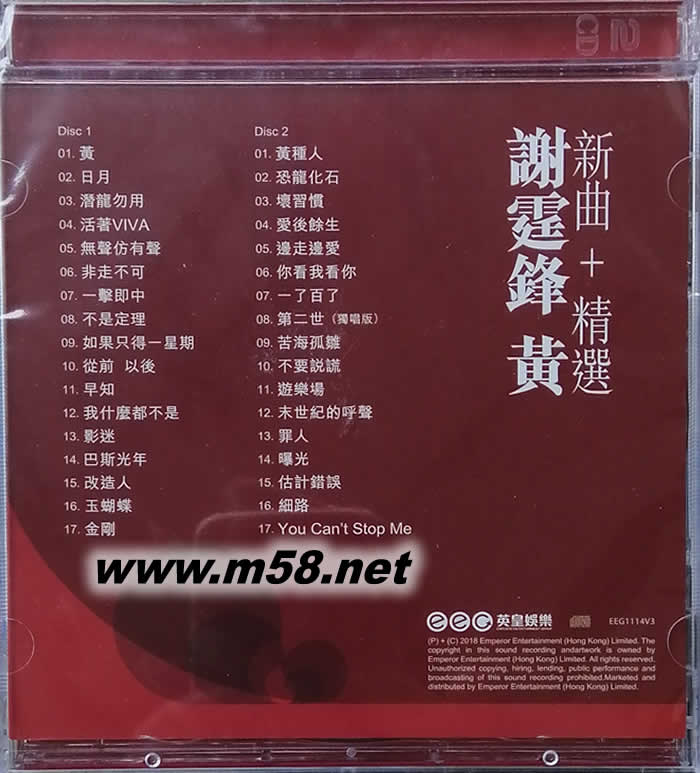 2
CD
Disc 1
01. 黃
02. 日月
03. 潛龍勿用
04. 活著VIVA
05. 無聲仿有聲
06. 非走不可
07. 一擊即中
08. 不是定理
09. 如果只得一星期
10. 從前 以後
11. 早知
12. 我什麼都不是
13. 影迷
14. 巴斯光年
15. 改造人
16. 玉蝴蝶
17. 金剛
Disc 2
01. 黃種人
02. 恐龍化石
03. 壞習慣
04. 愛後餘生
05. 邊走邊愛
06. 你看我看你
07. 一了百了
08. 第二世（獨唱版）
09. 苦海孤雛
10. 不要說謊
11. 遊樂場
12. 末世紀的呼聲
13. 罪人
14. 曝光
15. 估計錯誤
16. 細路
17. You Can't Stop Me
新曲 + 精選
謝霆鋒 黃
www.m58.net
eeg 英皇娛樂
EEG1114V3
(P) + (C) 2018 Emperor Entertainment (Hong Kong) Limited. The
copyright in this sound recording andartwork is owned by
Emperor Entertainment (Hong Kong) Limited. All rights reserved.
Unauthorized copying, hiring, lending, public performance and
broadcasting of this sound recording prohibited.Marketed and
distributed by Emperor Entertainment (Hong Kong) Limited.